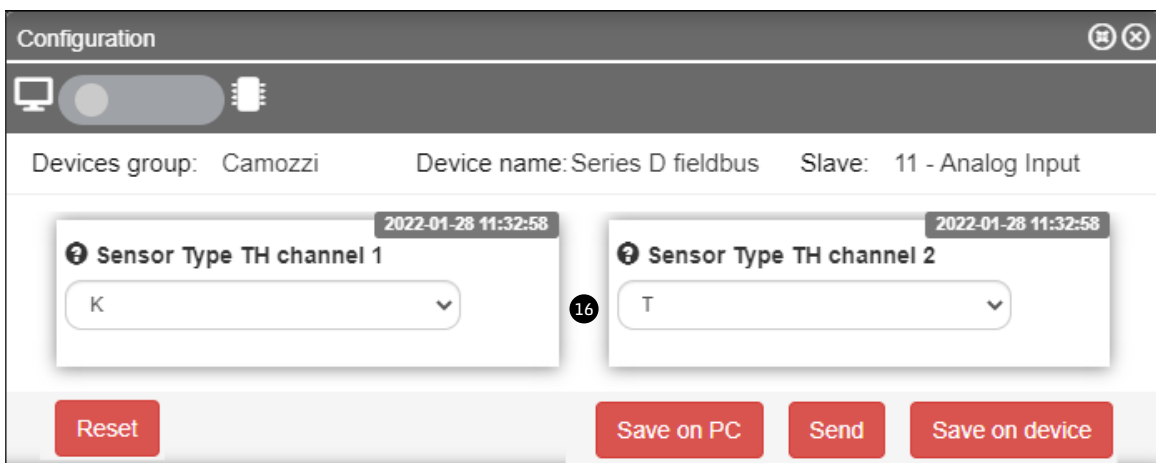 Configuration
Devices group: Camozzi Device name: Series D fieldbus Slave: 11 - Analog Input
2022-01-28 11:32:58
Sensor Type TH channel 1
K
16
2022-01-28 11:32:58
Sensor Type TH channel 2
T
Reset Save on PC Send Save on device